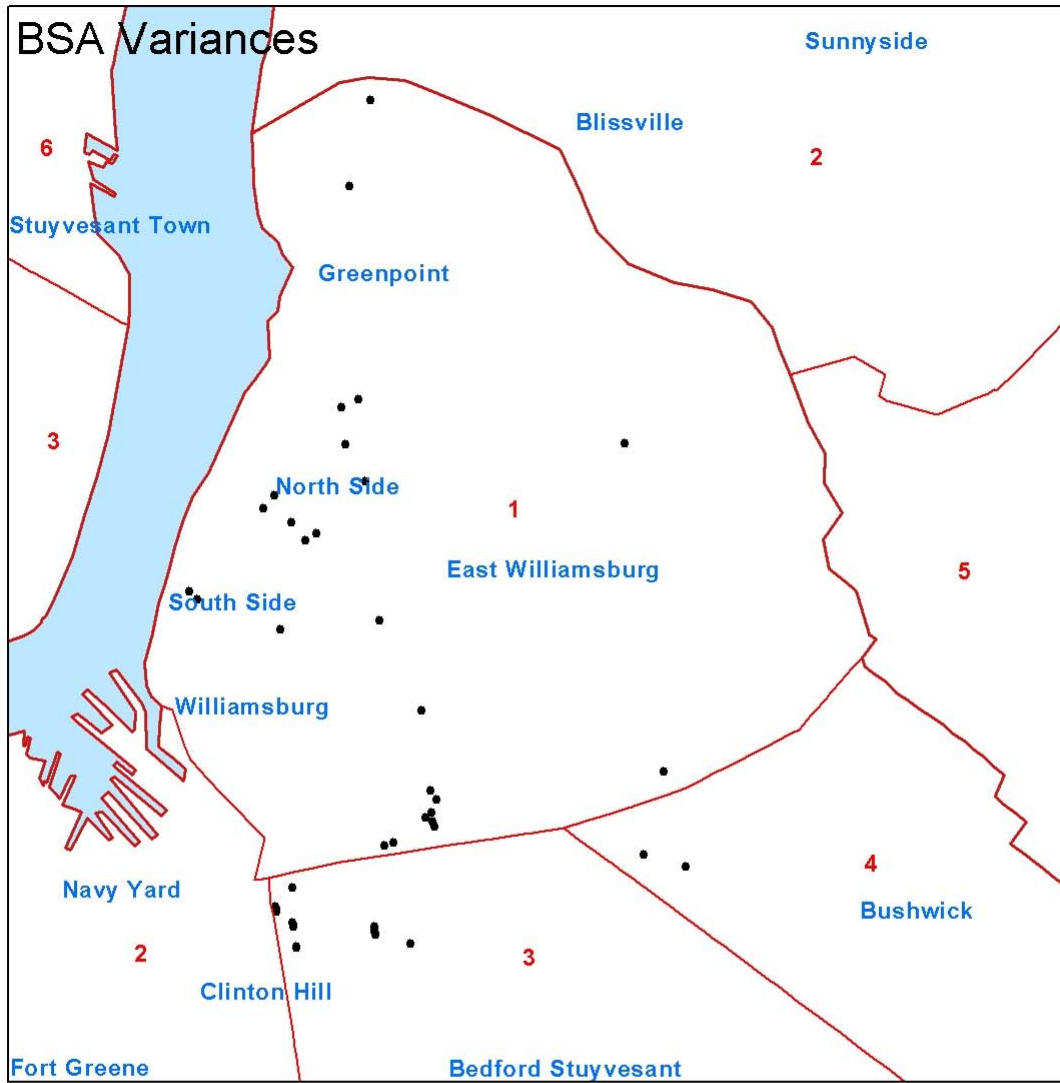 BSA Variances
Sunnyside
Blissville
6
2
Stuyvesant Town
Greenpoint
3
North Side
1
East Williamsburg
5
South Side
Williamsburg
4
Navy Yard
Bushwick
2
3
Clinton Hill
Fort Greene
Bedford Stuyvesant